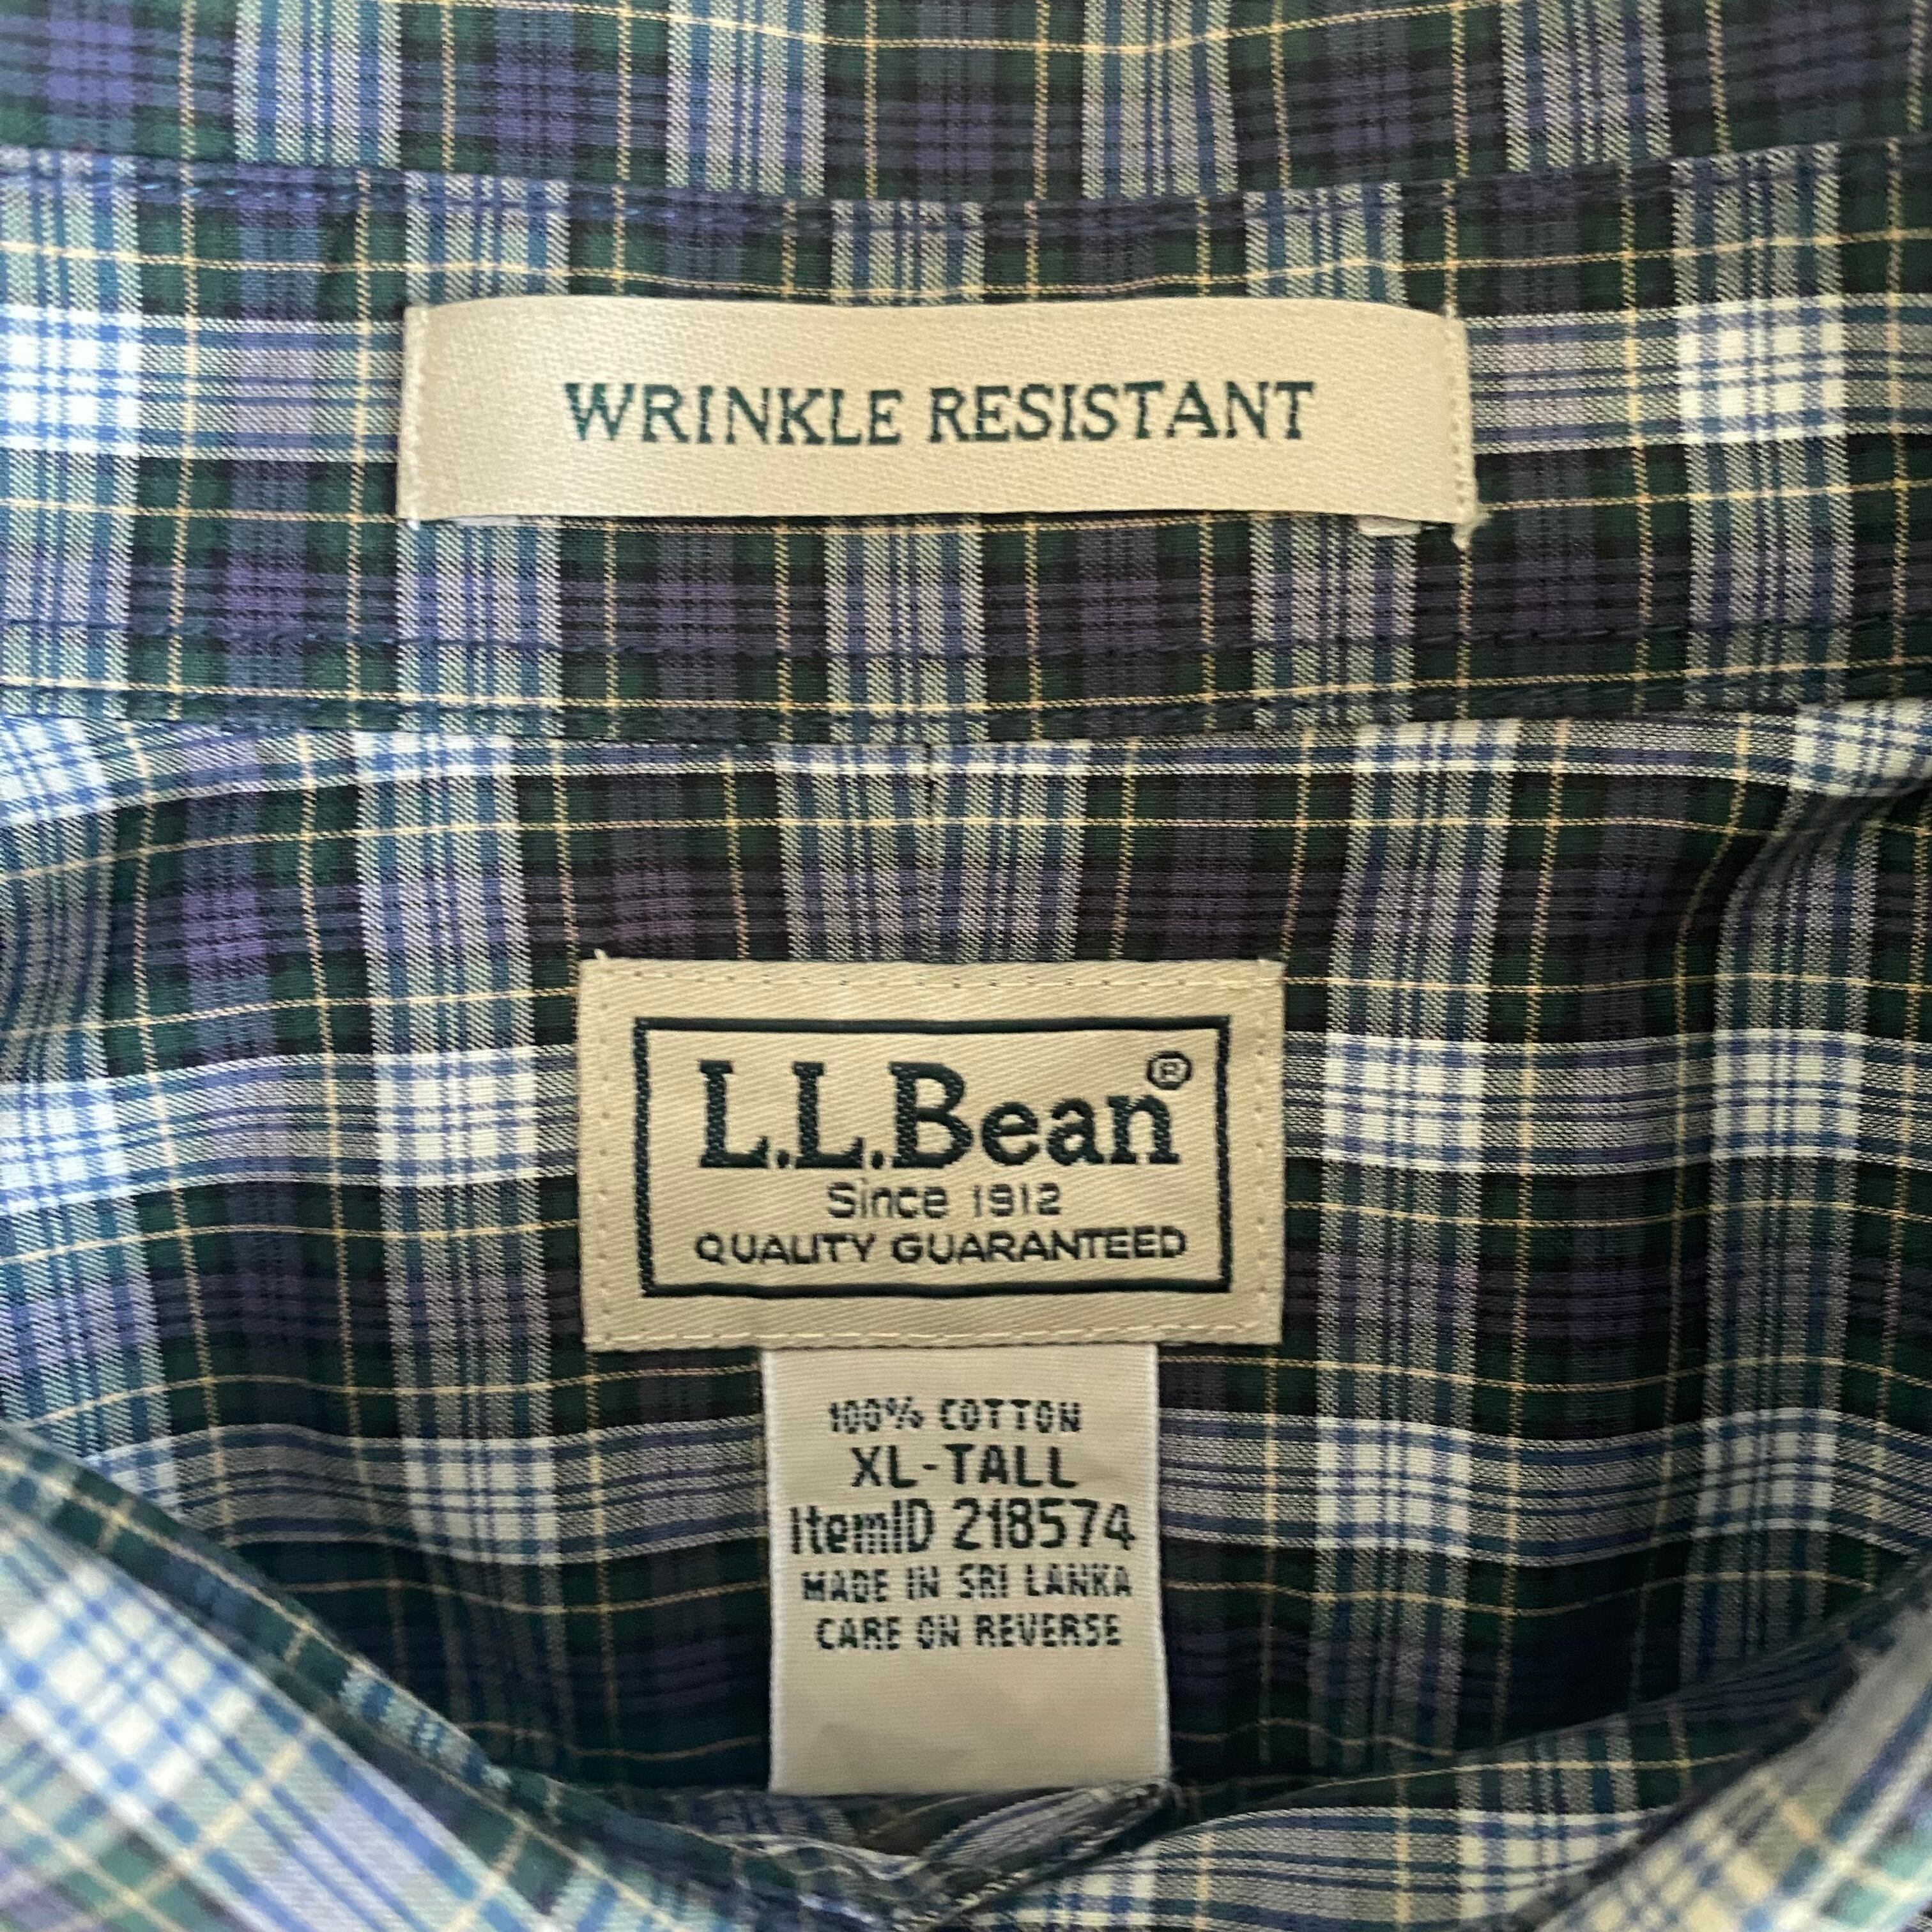 WRINKLE RESISTANT
L.L.Bean®
Since 1912
QUALITY GUARANTEED
100% COTTON
XL-TALL
ItemID 218574
MADE IN SRI LANKA
CARE ON REVERSE